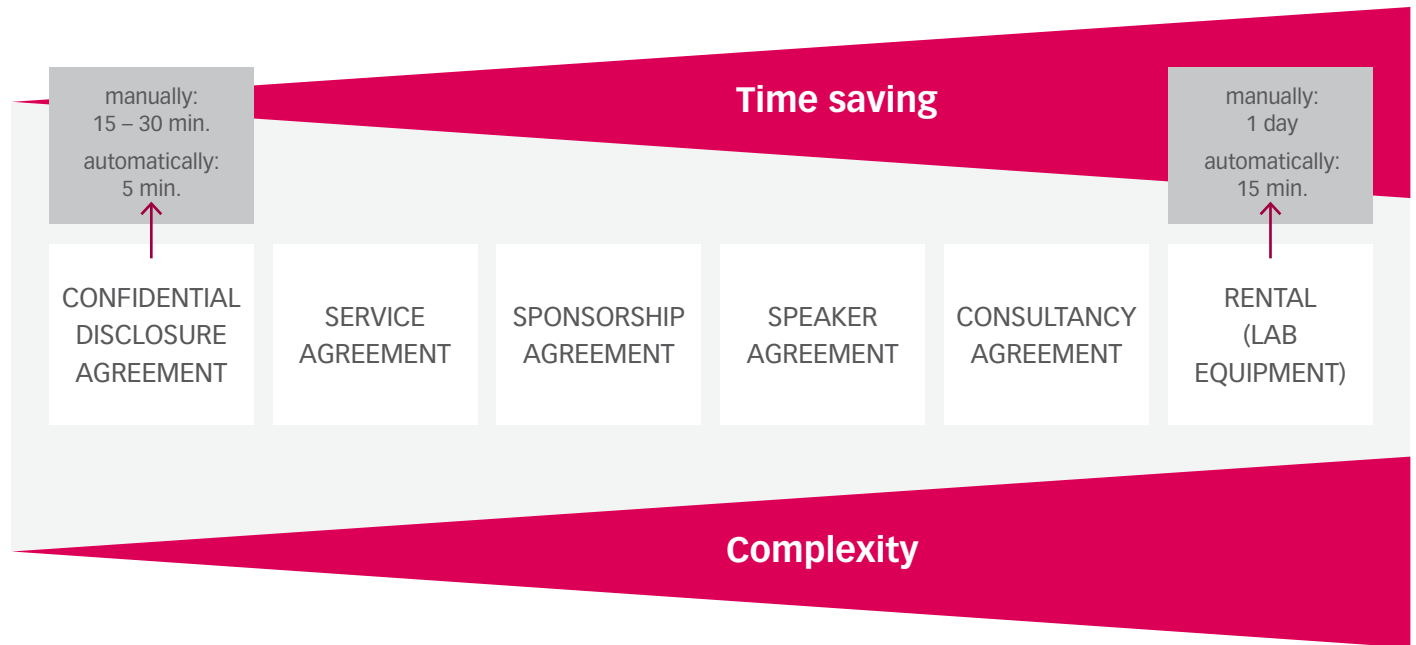 Time saving
manually:
15 – 30 min.
automatically:
5 min.
manually:
1 day
automatically:
15 min.
CONFIDENTIAL
DISCLOSURE
AGREEMENT
SERVICE
AGREEMENT
SPONSORSHIP
AGREEMENT
SPEAKER
AGREEMENT
CONSULTANCY
AGREEMENT
RENTAL
(LAB
EQUIPMENT)
Complexity